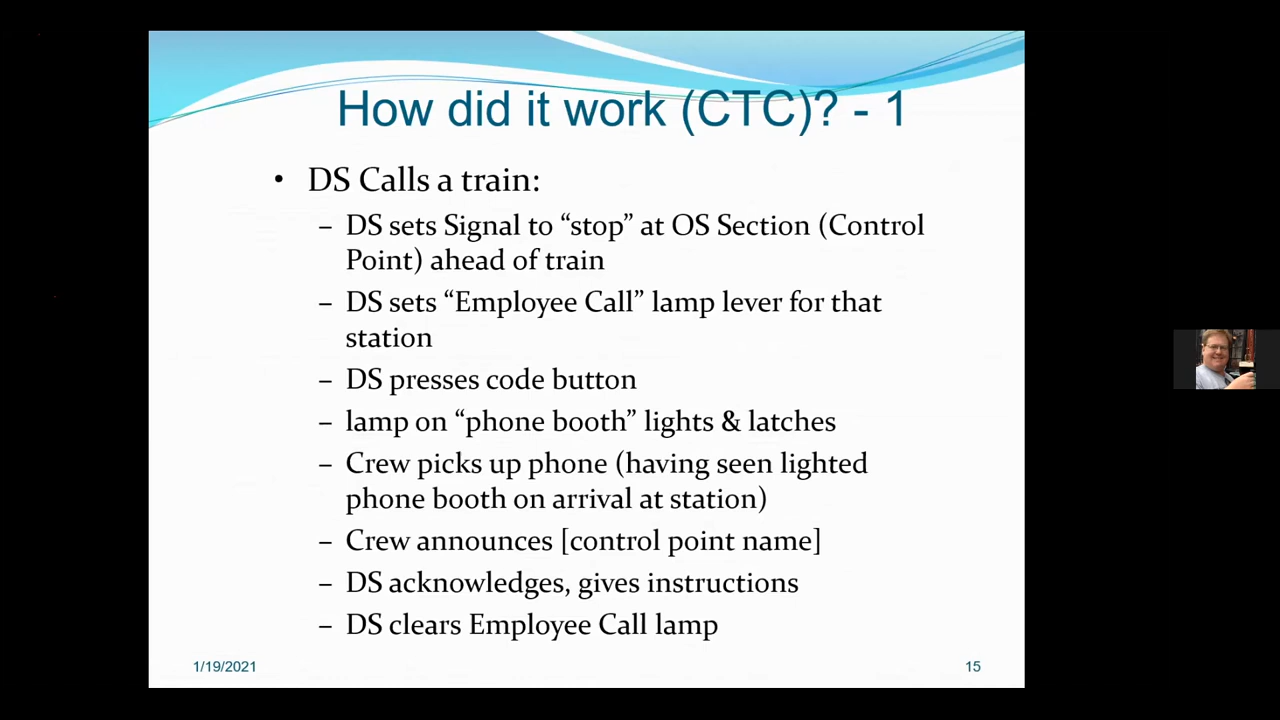 How did it work (CTC)? - 1
• DS Calls a train:
– DS sets Signal to “stop” at OS Section (Control
Point) ahead of train
– DS sets “Employee Call” lamp lever for that
station
– DS presses code button
– lamp on “phone booth” lights & latches
– Crew picks up phone (having seen lighted
phone booth on arrival at station)
– Crew announces [control point name]
– DS acknowledges, gives instructions
– DS clears Employee Call lamp
1/19/2021
15